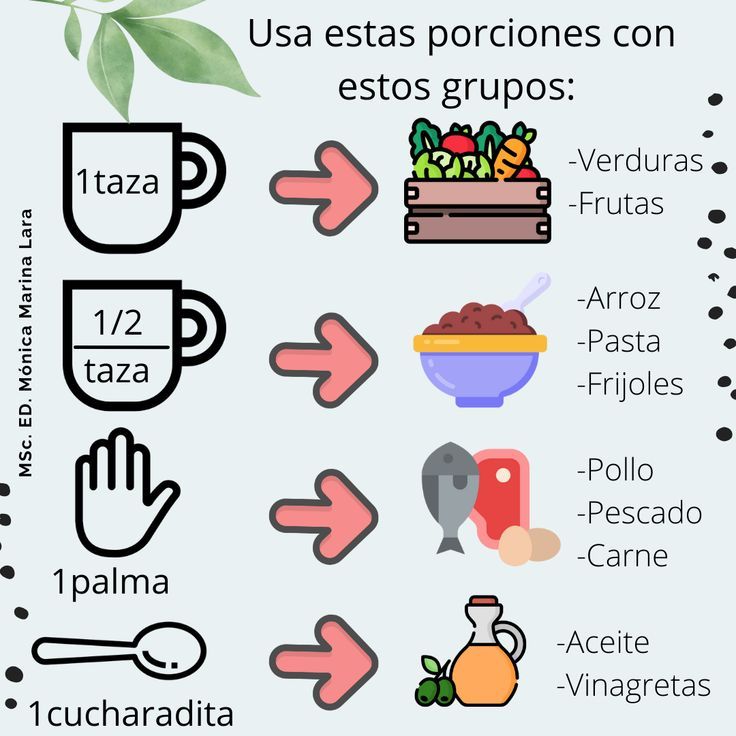 Usa estas porciones con
estos grupos:
1taza
-Verduras
-Frutas
1/2
taza
-Arroz
-Pasta
-Frijoles
1palma
-Pollo
-Pescado
-Carne
1cucharadita
-Aceite
-Vinagretas
MSc. ED. Mónica Marina Lara